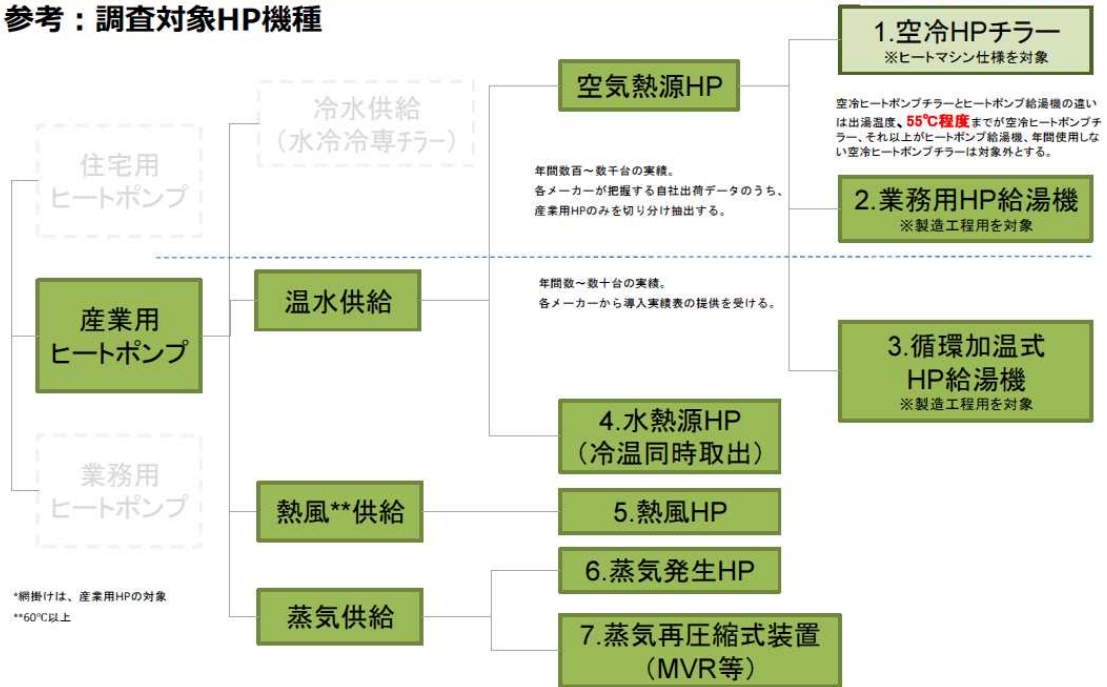 参考：調査対象HP機種
住宅用
ヒートポンプ
産業用
ヒートポンプ
業務用
ヒートポンプ
*網掛けは、産業用HPの対象
**60℃以上
冷水供給
（水冷冷専チラー）
温水供給
熱風**供給
蒸気供給
空気熱源HP
年間数百～数千台の実績。
各メーカーが把握する自社出荷データのうち、
産業用HPのみを切り分け抽出する。
年間数～数十台の実績。
各メーカーから導入実績表の提供を受ける。
4.水熱源HP
（冷温同時取出）
5.熱風HP
6.蒸気発生HP
7.蒸気再圧縮式装置
（MVR等）
1.空冷HPチラー
※ヒートマシン仕様を対象
空冷ヒートポンプチラーとヒートポンプ給湯機の違い
は出湯温度、55℃程度までが空冷ヒートポンプチ
ラー、それ以上がヒートポンプ給湯機、年間使用しな
い空冷ヒートポンプチラーは対象外とする。
2.業務用HP給湯機
※製造工程用を対象
3.循環加温式
HP給湯機
※製造工程用を対象